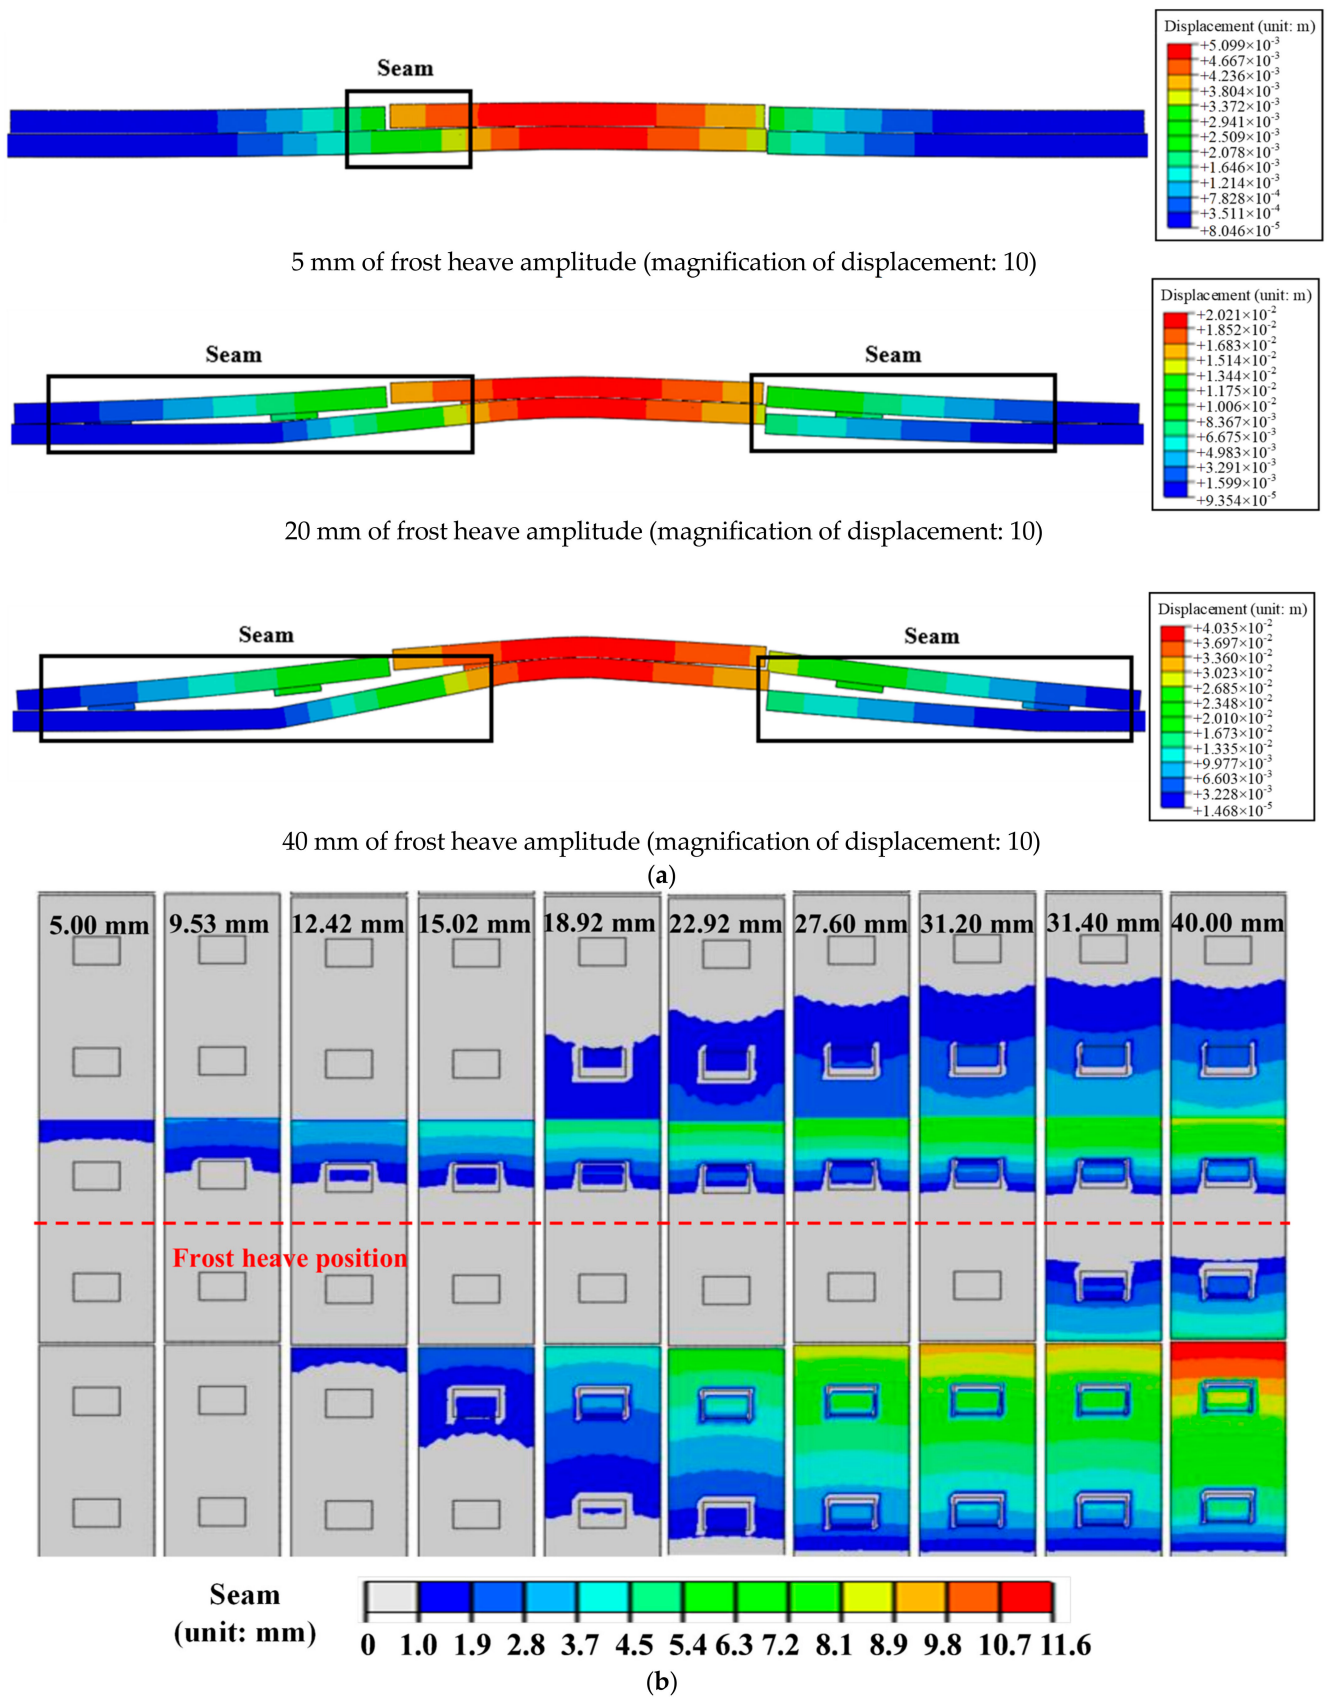 Displacement (unit: m)
+5.099×10-3
+4.667×10-3
+4.236×10-3
+3.804×10-3
+3.372×10-3
+2.941×10-3
+2.509×10-3
+2.078×10-3
+1.646×10-3
+1.214×10-3
+7.828×10-4
+3.511×10-4
+8.046×10-5
Seam
5 mm of frost heave amplitude (magnification of displacement: 10)
Displacement (unit: m)
+2.021×10-2
+1.852×10-2
+1.683×10-2
+1.514×10-2
+1.344×10-2
+1.175×10-2
+1.006×10-2
+8.367×10-3
+6.675×10-3
+4.983×10-3
+3.291×10-3
+1.599×10-3
+9.354×10-5
Seam Seam
20 mm of frost heave amplitude (magnification of displacement: 10)
Displacement (unit: m)
+4.035×10-2
+3.697×10-2
+3.360×10-2
+3.023×10-2
+2.685×10-2
+2.348×10-2
+2.010×10-2
+1.673×10-2
+1.335×10-2
+9.977×10-3
+6.603×10-3
+3.228×10-3
+1.468×10-5
Seam Seam
40 mm of frost heave amplitude (magnification of displacement: 10)
(a)
5.00 mm 9.53 mm 12.42 mm 15.02 mm 18.92 mm 22.92 mm 27.60 mm 31.20 mm 31.40 mm 40.00 mm
Frost heave position
Seam
(unit: mm)
0 1.0 1.9 2.8 3.7 4.5 5.4 6.3 7.2 8.1 8.9 9.8 10.7 11.6
(b)